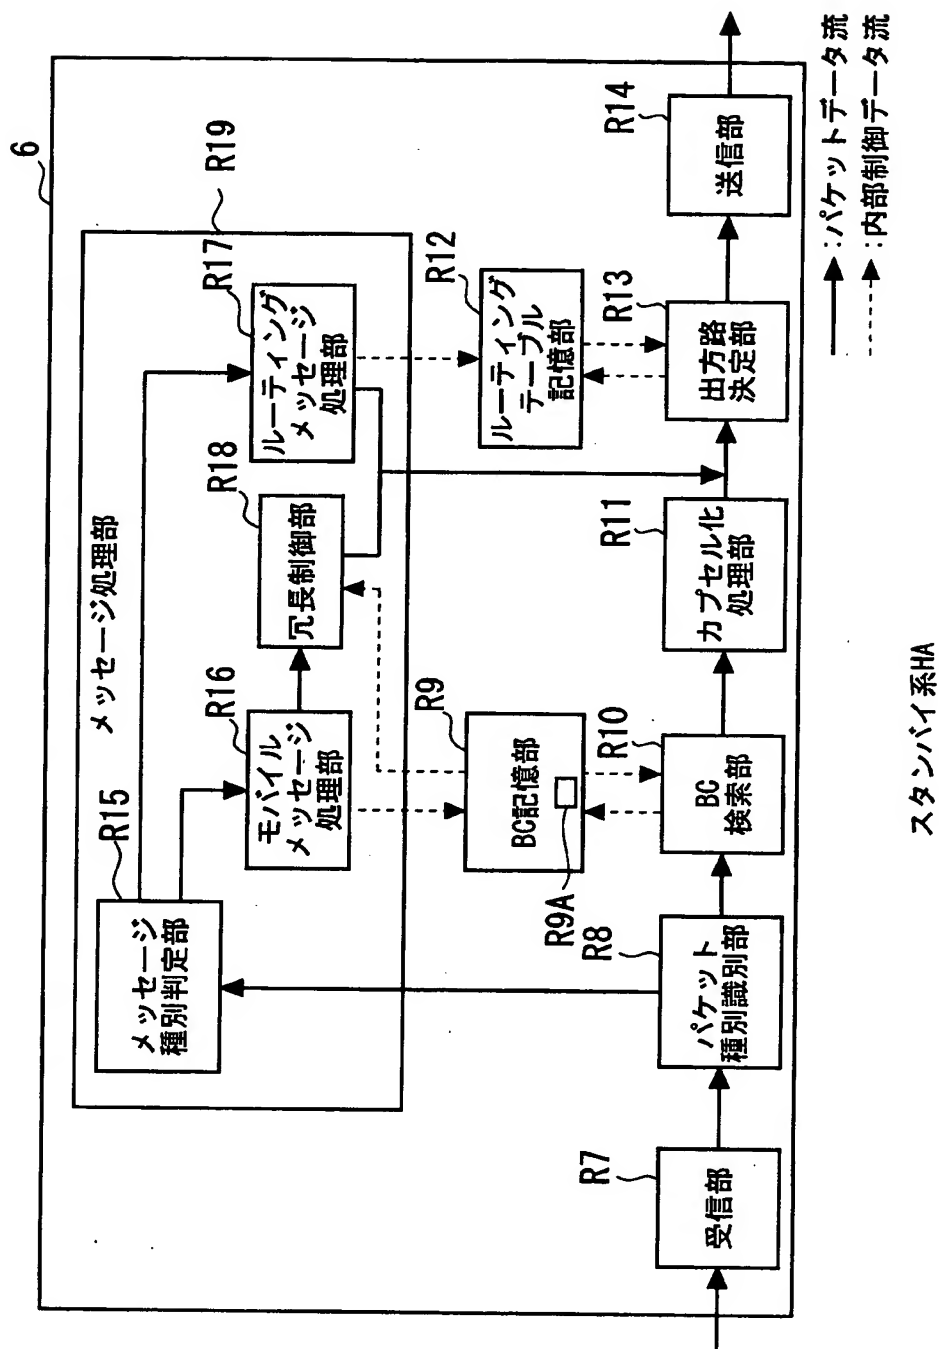 6
R19
メッセージ処理部
R15
メッセージ
種別判定部
R16
モバイル
メッセージ
処理部
R18
冗長制御部
R17
ルーティング
メッセージ
処理部
R9
BC記憶部
R9A
R12
ルーティング
テーブル
記憶部
R7
受信部
R8
パケット
種別識別部
R10
BC
検索部
R11
カプセル化
処理部
R13
出方路
決定部
R14
送信部
:パケットデータ流
:内部制御データ流
スタンバイ系HA